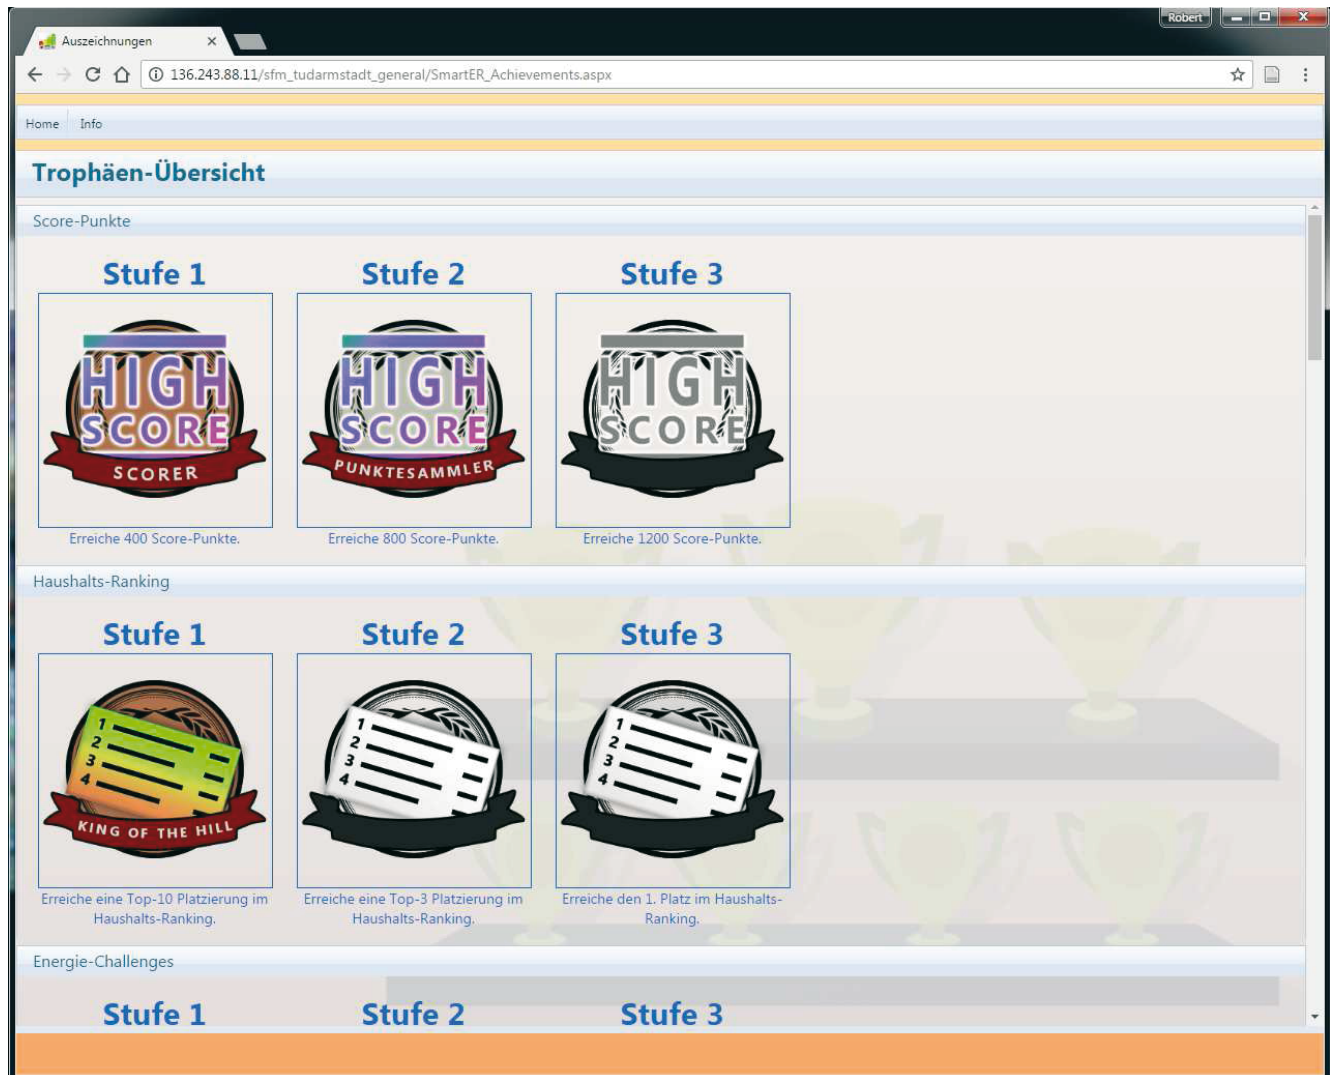 Robert
Auszeichnungen
136.243.88.11/sfm_tudarmstadt_general/SmartER_Achievements.aspx
Home Info
Trophäen-Übersicht
Score-Punkte
Stufe 1 Stufe 2 Stufe 3
HIGH HIGH HIGH
SCORE SCORE SCORE
SCORER PUNKTESAMMLER
Erreiche 400 Score-Punkte. Erreiche 800 Score-Punkte. Erreiche 1200 Score-Punkte.
Haushalts-Ranking
Stufe 1 Stufe 2 Stufe 3
1 1 1
2 2 2
3 3 3
4 4 4
KING OF THE HILL
Erreiche eine Top-10 Platzierung im Erreiche eine Top-3 Platzierung im Erreiche den 1. Platz im Haushalts-
Haushalts-Ranking. Haushalts-Ranking. Ranking.
Energie-Challenges
Stufe 1 Stufe 2 Stufe 3